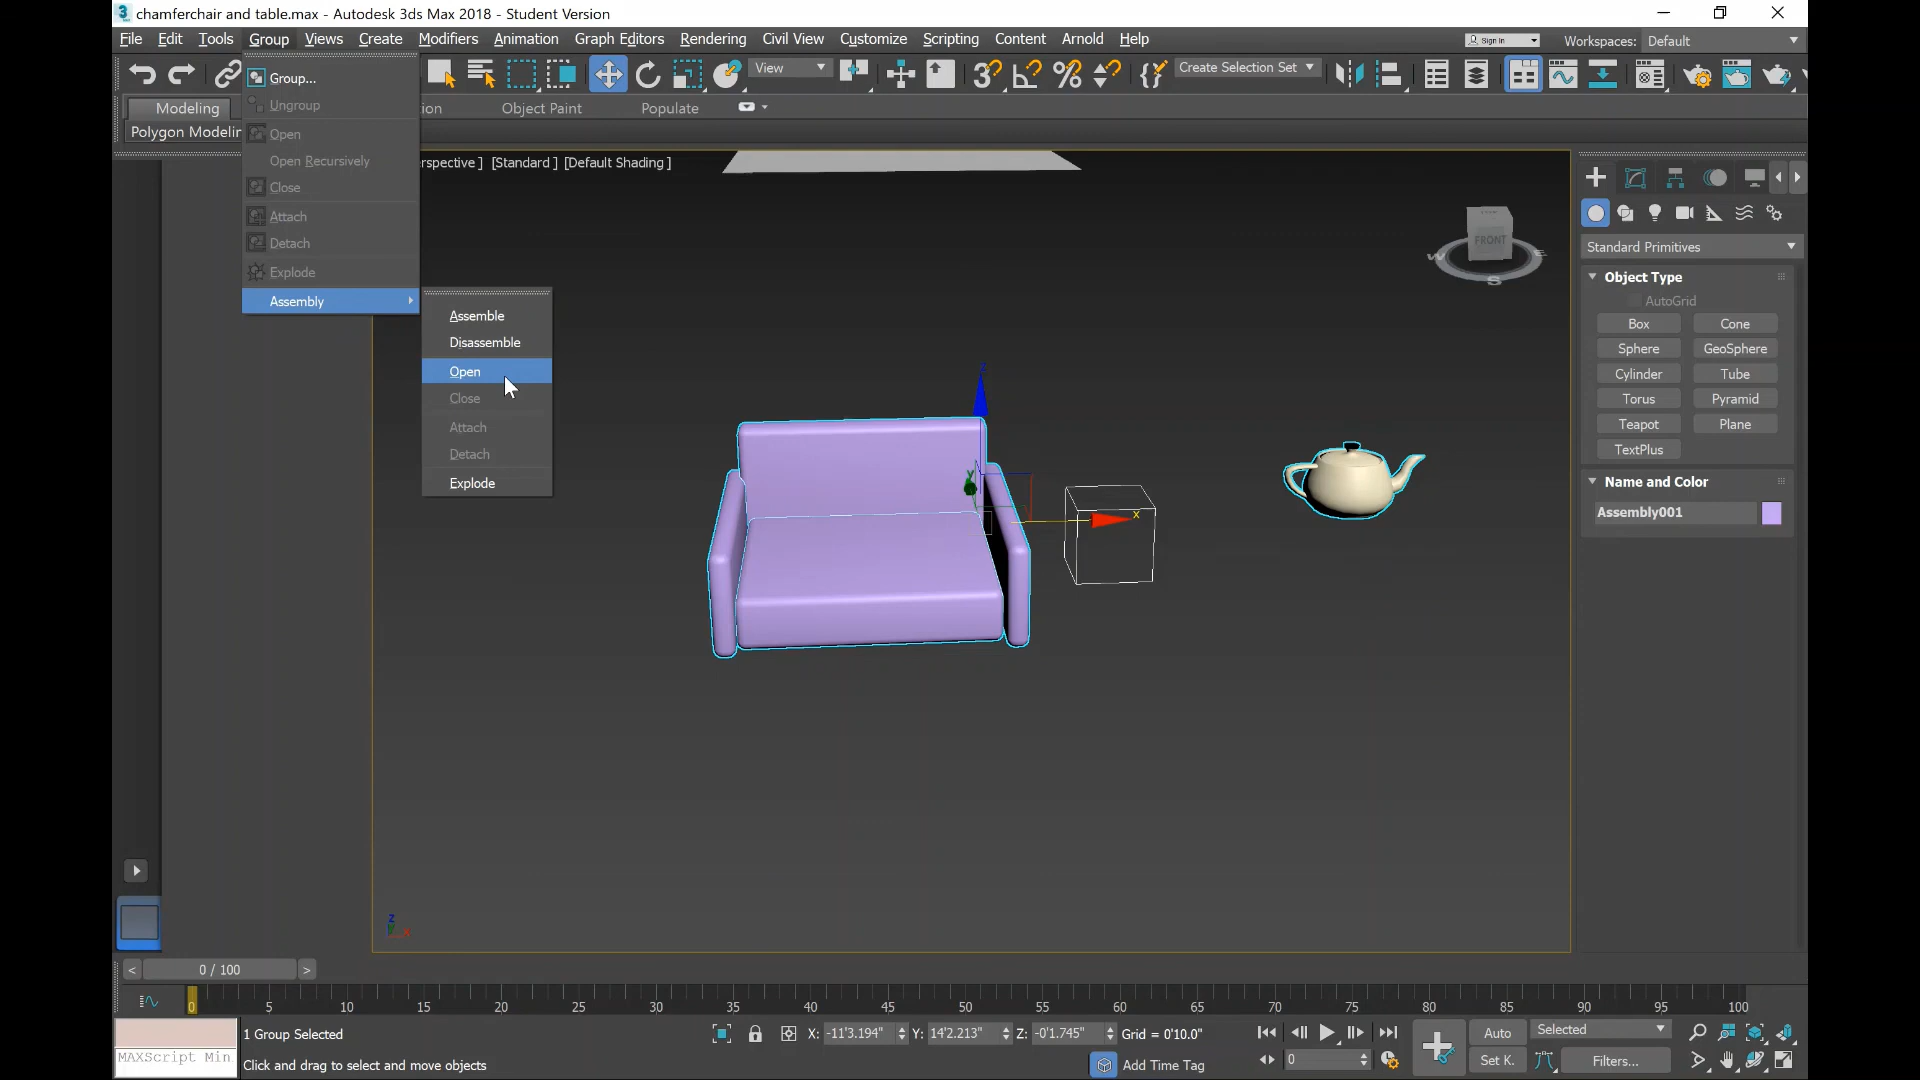 chamferchair and table.max - Autodesk 3ds Max 2018 - Student Version
File Edit Tools Group Views Create Modifiers Animation Graph Editors Rendering Civil View Customize Scripting Content Arnold Help
Sign In
Workspaces: Default
View
Create Selection Set
Modeling
ion
Object Paint
Populate
Polygon Modelin
Group...
Ungroup
Open
Open Recursively
Close
Attach
Detach
Explode
Assembly
Assemble
Disassemble
Open
Close
Attach
Detach
Explode
rspective ] [Standard ] [Default Shading ]
FRONT
W
E
S
z
y
x
Standard Primitives
Object Type
AutoGrid
Box Cone
Sphere GeoSphere
Cylinder Tube
Torus Pyramid
Teapot Plane
TextPlus
Name and Color
Assembly001
z
x
< 0 / 100 >
0 5 10 15 20 25 30 35 40 45 50 55 60 65 70 75 80 85 90 95 100
1 Group Selected
X: -11'3.194" Y: 14'2.213" Z: -0'1.745" Grid = 0'10.0"
Auto
Selected
MAXScript Min
Click and drag to select and move objects
Add Time Tag
0
Set K.
Filters...